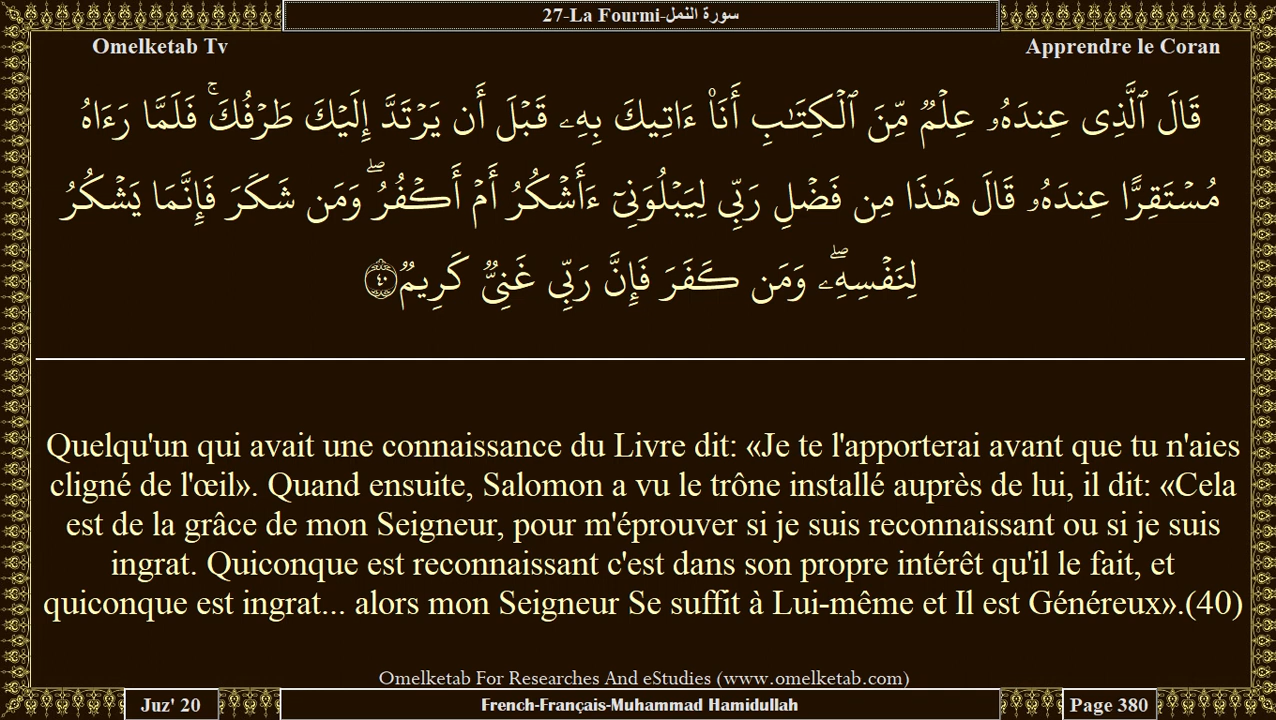 27-La Fourmi-سورة النمل
Omelketab Tv
Apprendre le Coran
قَالَ ٱلَّذِى عِندَهُۥ عِلْمٌ مِّنَ ٱلْكِتَـٰبِ أَنَا۠ ءَاتِيكَ بِهِۦ قَبْلَ أَن يَرْتَدَّ إِلَيْكَ طَرْفُكَ ۚ فَلَمَّا رَءَاهُ
مُسْتَقِرًّا عِندَهُۥ قَالَ هَـٰذَا مِن فَضْلِ رَبِّى لِيَبْلُوَنِىٓ ءَأَشْكُرُ أَمْ أَكْفُرُ ۖ وَمَن شَكَرَ فَإِنَّمَا يَشْكُرُ
لِنَفْسِهِۦ ۖ وَمَن كَفَرَ فَإِنَّ رَبِّى غَنِىٌّ كَرِيمٌ ٤٠
Quelqu'un qui avait une connaissance du Livre dit: «Je te l'apporterai avant que tu n'aies
cligné de l'œil». Quand ensuite, Salomon a vu le trône installé auprès de lui, il dit: «Cela
est de la grâce de mon Seigneur, pour m'éprouver si je suis reconnaissant ou si je suis
ingrat. Quiconque est reconnaissant c'est dans son propre intérêt qu'il le fait, et
quiconque est ingrat... alors mon Seigneur Se suffit à Lui-même et Il est Généreux».(40)
Omelketab For Researches And eStudies (www.omelketab.com)
Juz' 20
French-Français-Muhammad Hamidullah
Page 380